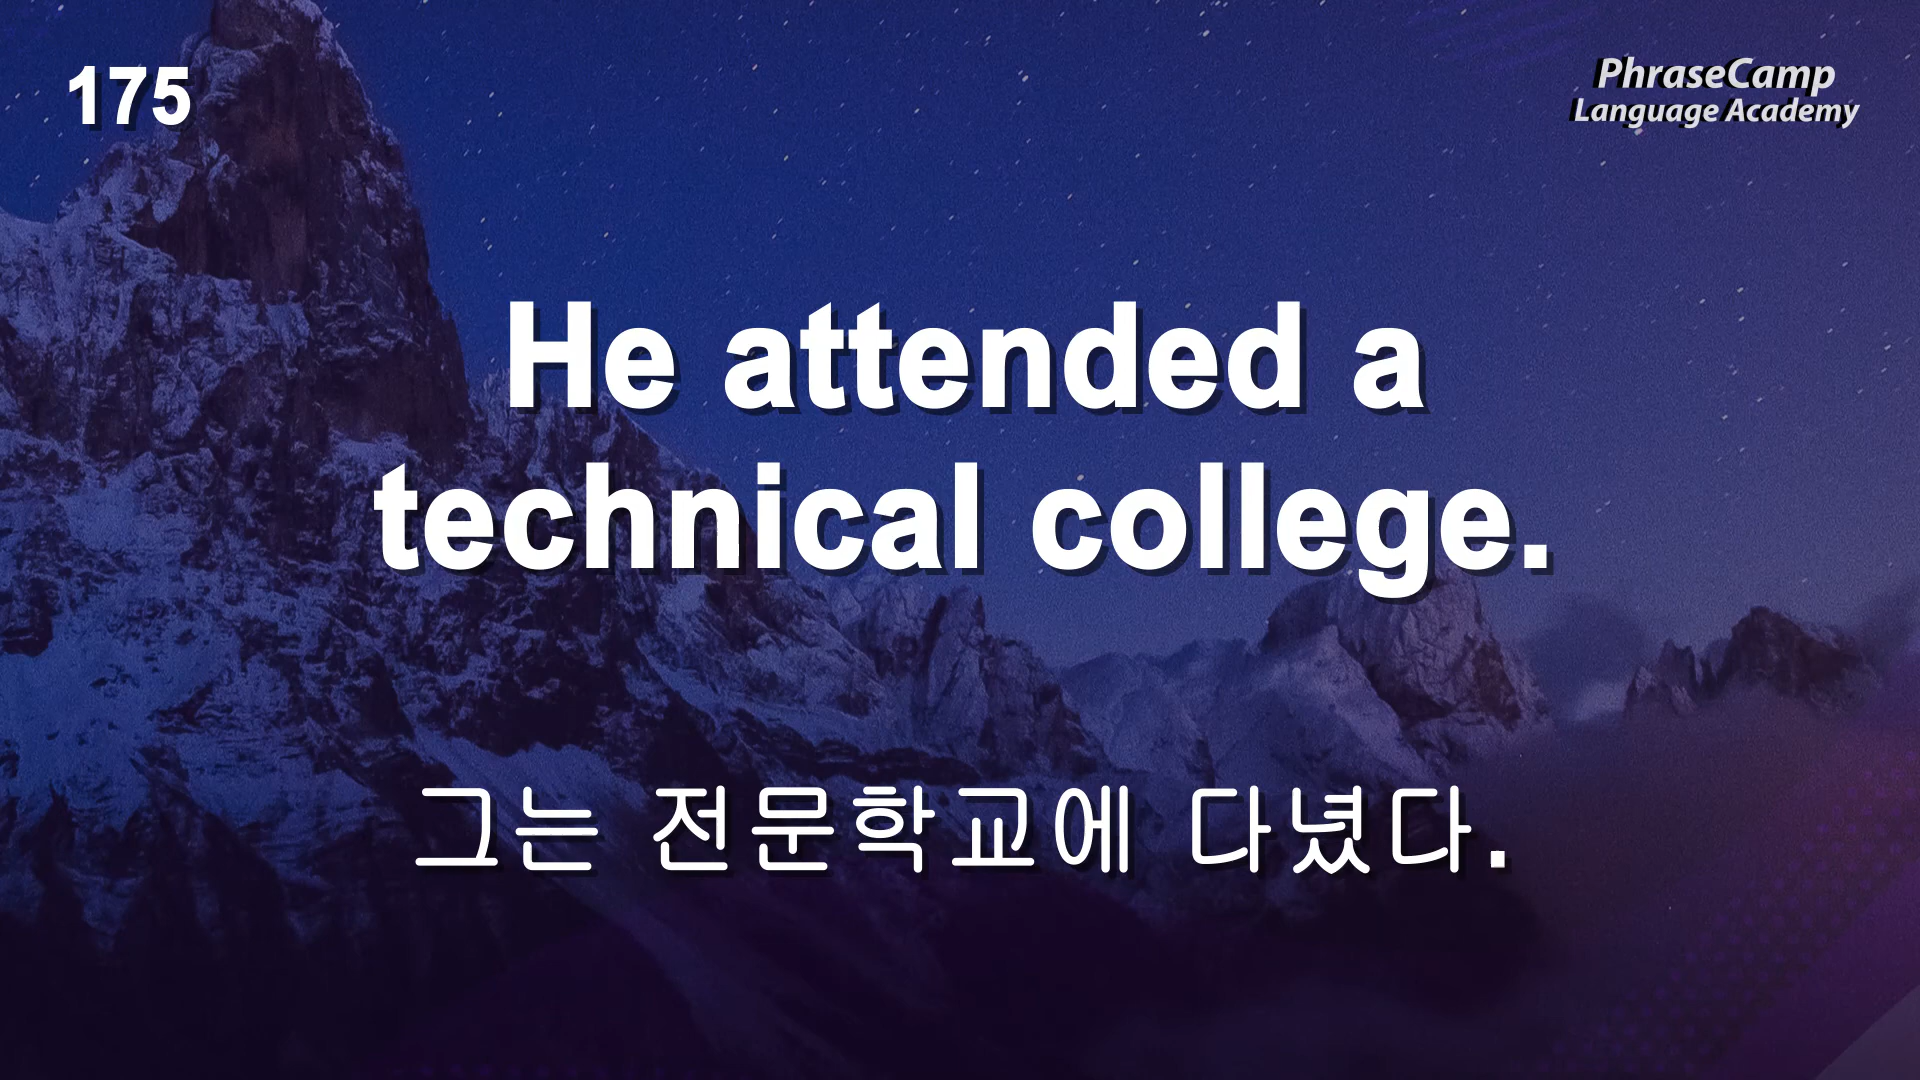 175
PhraseCamp
Language Academy
He attended a
technical college.
그는 전문학교에 다녔다.